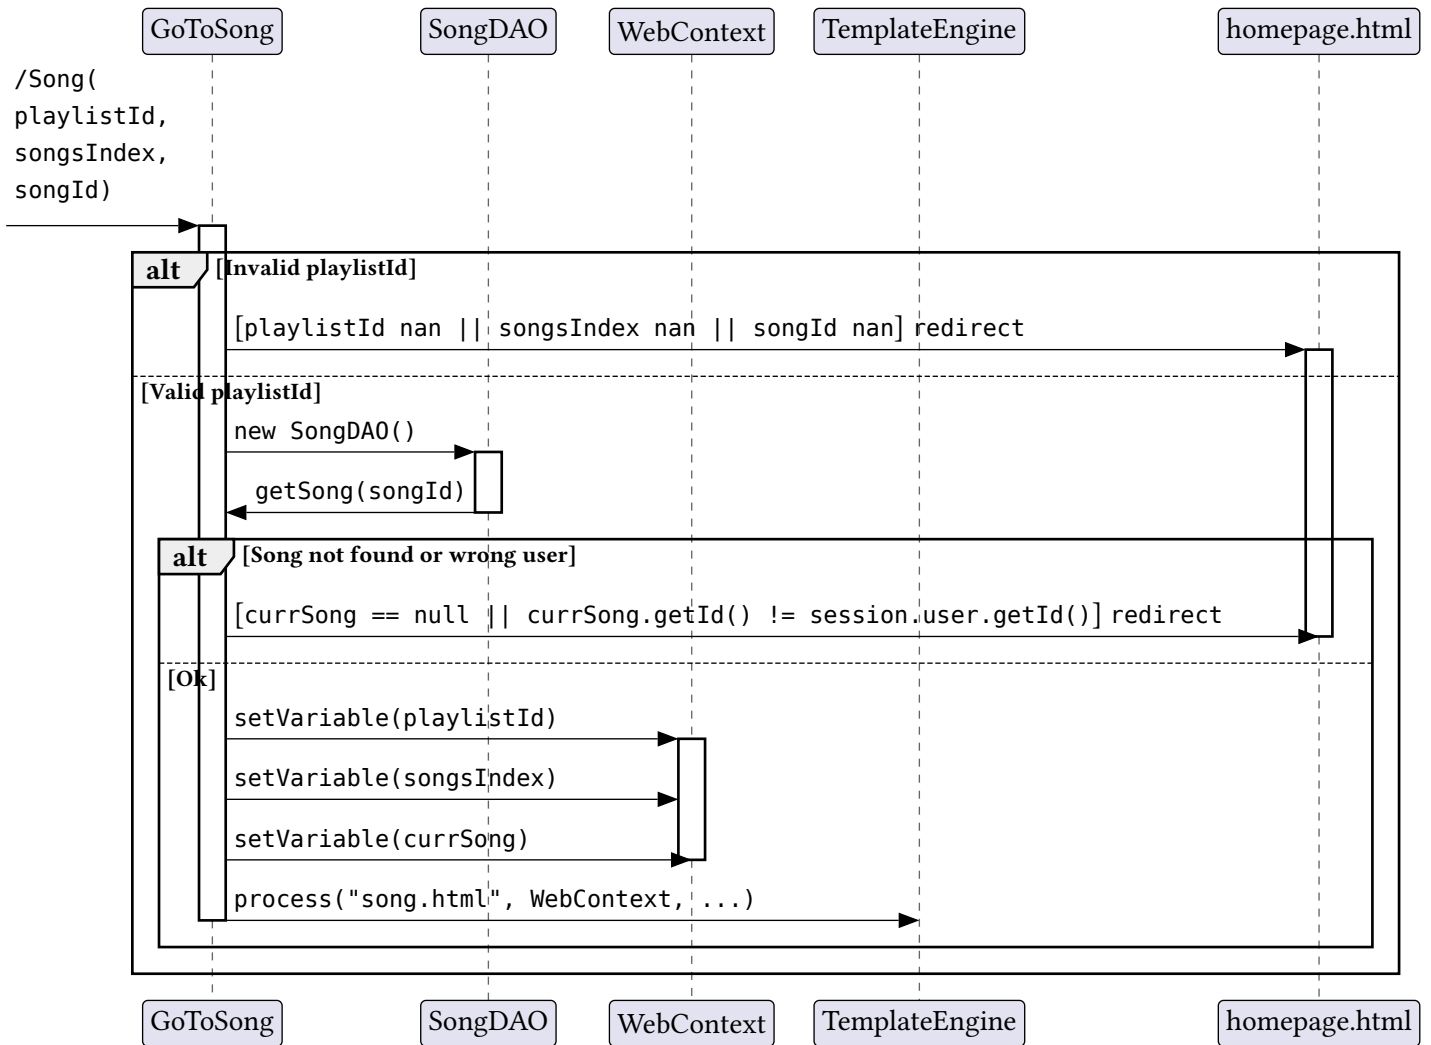 GoToSong SongDAO WebContext TemplateEngine homepage.html
/Song(
playlistId,
songsIndex,
songId)
alt [Invalid playlistId]
[playlistId nan || songsIndex nan || songId nan] redirect
[Valid playlistId]
new SongDAO()
getSong(songId)
alt [Song not found or wrong user]
[currSong == null || currSong.getId() != session.user.getId()] redirect
[Ok]
setVariable(playlistId)
setVariable(songsIndex)
setVariable(currSong)
process("song.html", WebContext, ...)
GoToSong SongDAO WebContext TemplateEngine homepage.html